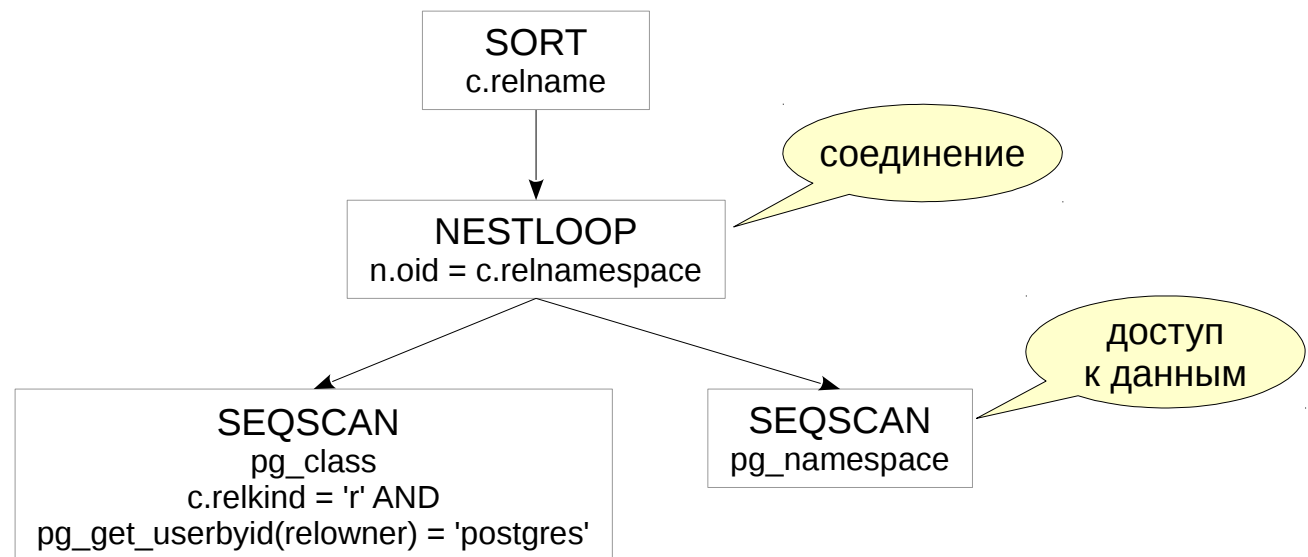 SORT
c.relname
соединение
NESTLOOP
n.oid = c.relnamespace
доступ
к данным
SEQSCAN
pg_class
c.relkind = 'r' AND
pg_get_userbyid(relowner) = 'postgres'
SEQSCAN
pg_namespace